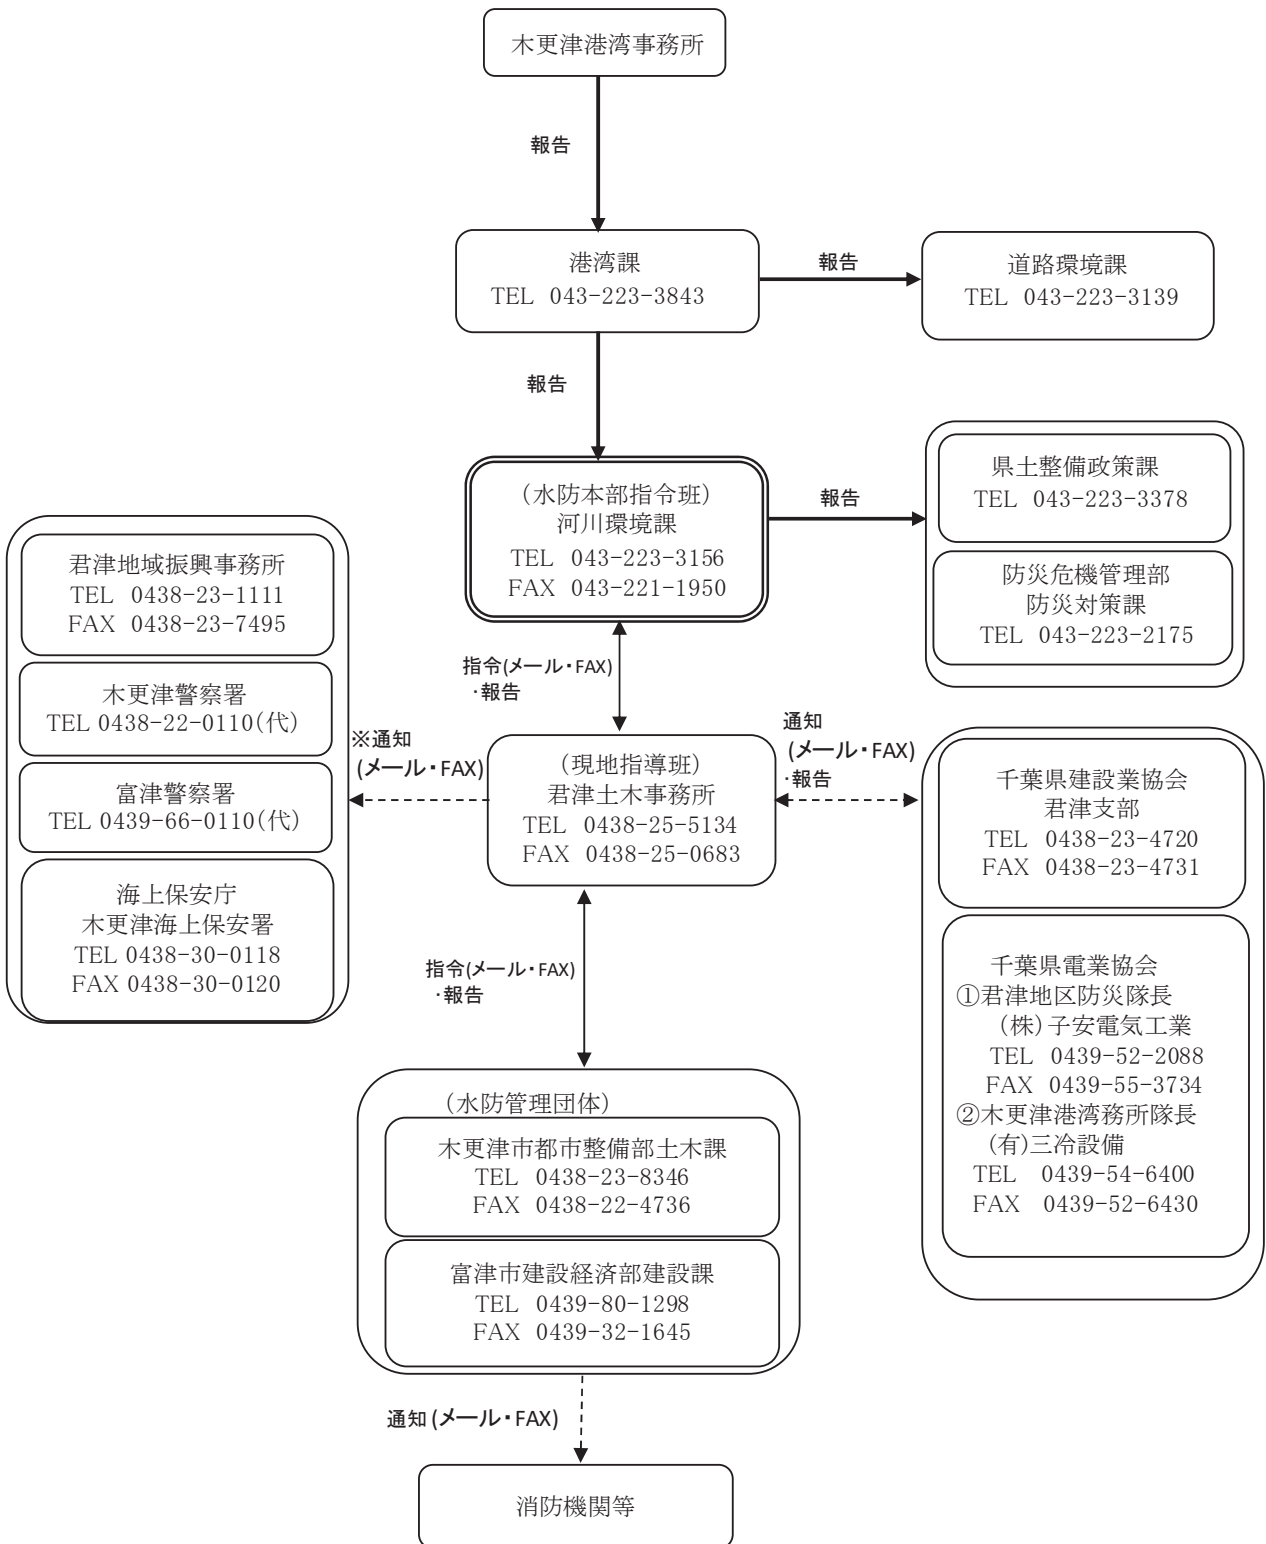 木更津港湾事務所
報告
港湾課
TEL 043-223-3843
報告
道路環境課
TEL 043-223-3139
報告
(水防本部指令班)
河川環境課
TEL 043-223-3156
FAX 043-221-1950
報告
県土整備政策課
TEL 043-223-3378
防災危機管理部
防災対策課
TEL 043-223-2175
君津地域振興事務所
TEL 0438-23-1111
FAX 0438-23-7495
木更津警察署
TEL 0438-22-0110(代)
富津警察署
TEL 0439-66-0110(代)
海上保安庁
木更津海上保安署
TEL 0438-30-0118
FAX 0438-30-0120
指令(メール・FAX)
・報告
※通知
(メール・FAX)
(現地指導班)
君津土木事務所
TEL 0438-25-5134
FAX 0438-25-0683
通知
(メール・FAX)
・報告
千葉県建設業協会
君津支部
TEL 0438-23-4720
FAX 0438-23-4731
千葉県電業協会
①君津地区防災隊長
(株)子安電気工業
TEL 0439-52-2088
FAX 0439-55-3734
②木更津港湾務所隊長
(有)三冷設備
TEL 0439-54-6400
FAX 0439-52-6430
指令(メール・FAX)
・報告
(水防管理団体)
木更津市都市整備部土木課
TEL 0438-23-8346
FAX 0438-22-4736
富津市建設経済部建設課
TEL 0439-80-1298
FAX 0439-32-1645
通知(メール・FAX)
消防機関等